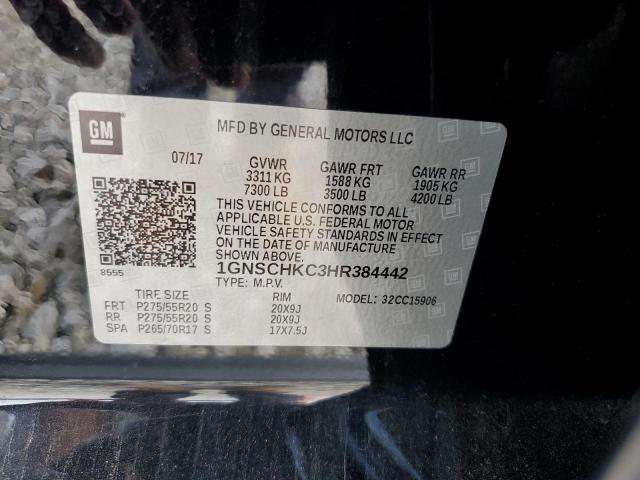 GM
MFD BY GENERAL MOTORS LLC
07/17 GVWR GAWR FRT GAWR RR
3311 KG 1588 KG 1905 KG
7300 LB 3500 LB 4200 LB
THIS VEHICLE CONFORMS TO ALL
APPLICABLE U.S. FEDERAL MOTOR
VEHICLE SAFETY STANDARDS IN EFFECT
ON THE DATE OF MANUFACTURE
SHOWN ABOVE.
8555
1GNSCHKC3HR384442
TYPE: M.P.V. MODEL: 32CC15906
TIRE SIZE RIM
FRT P275/55R20 S 20X9J
RR P275/55R20 S 20X9J
SPA P265/70R17 S 17X7.5J